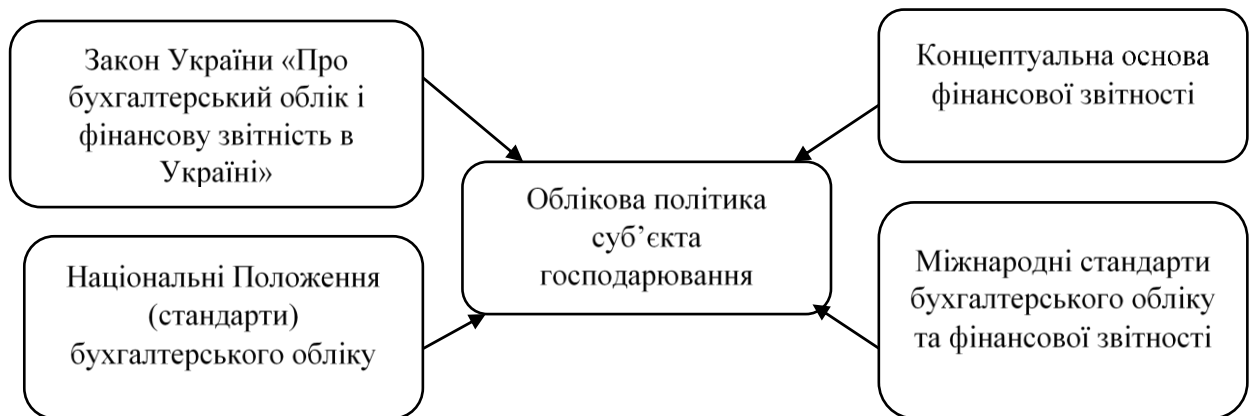 Закон України «Про
бухгалтерський облік і
фінансову звітність в
Україні»
Концептуальна основа
фінансової звітності
Облікова політика
суб’єкта
господарювання
Національні Положення
(стандарти)
бухгалтерського обліку
Міжнародні стандарти
бухгалтерського обліку
та фінансової звітності